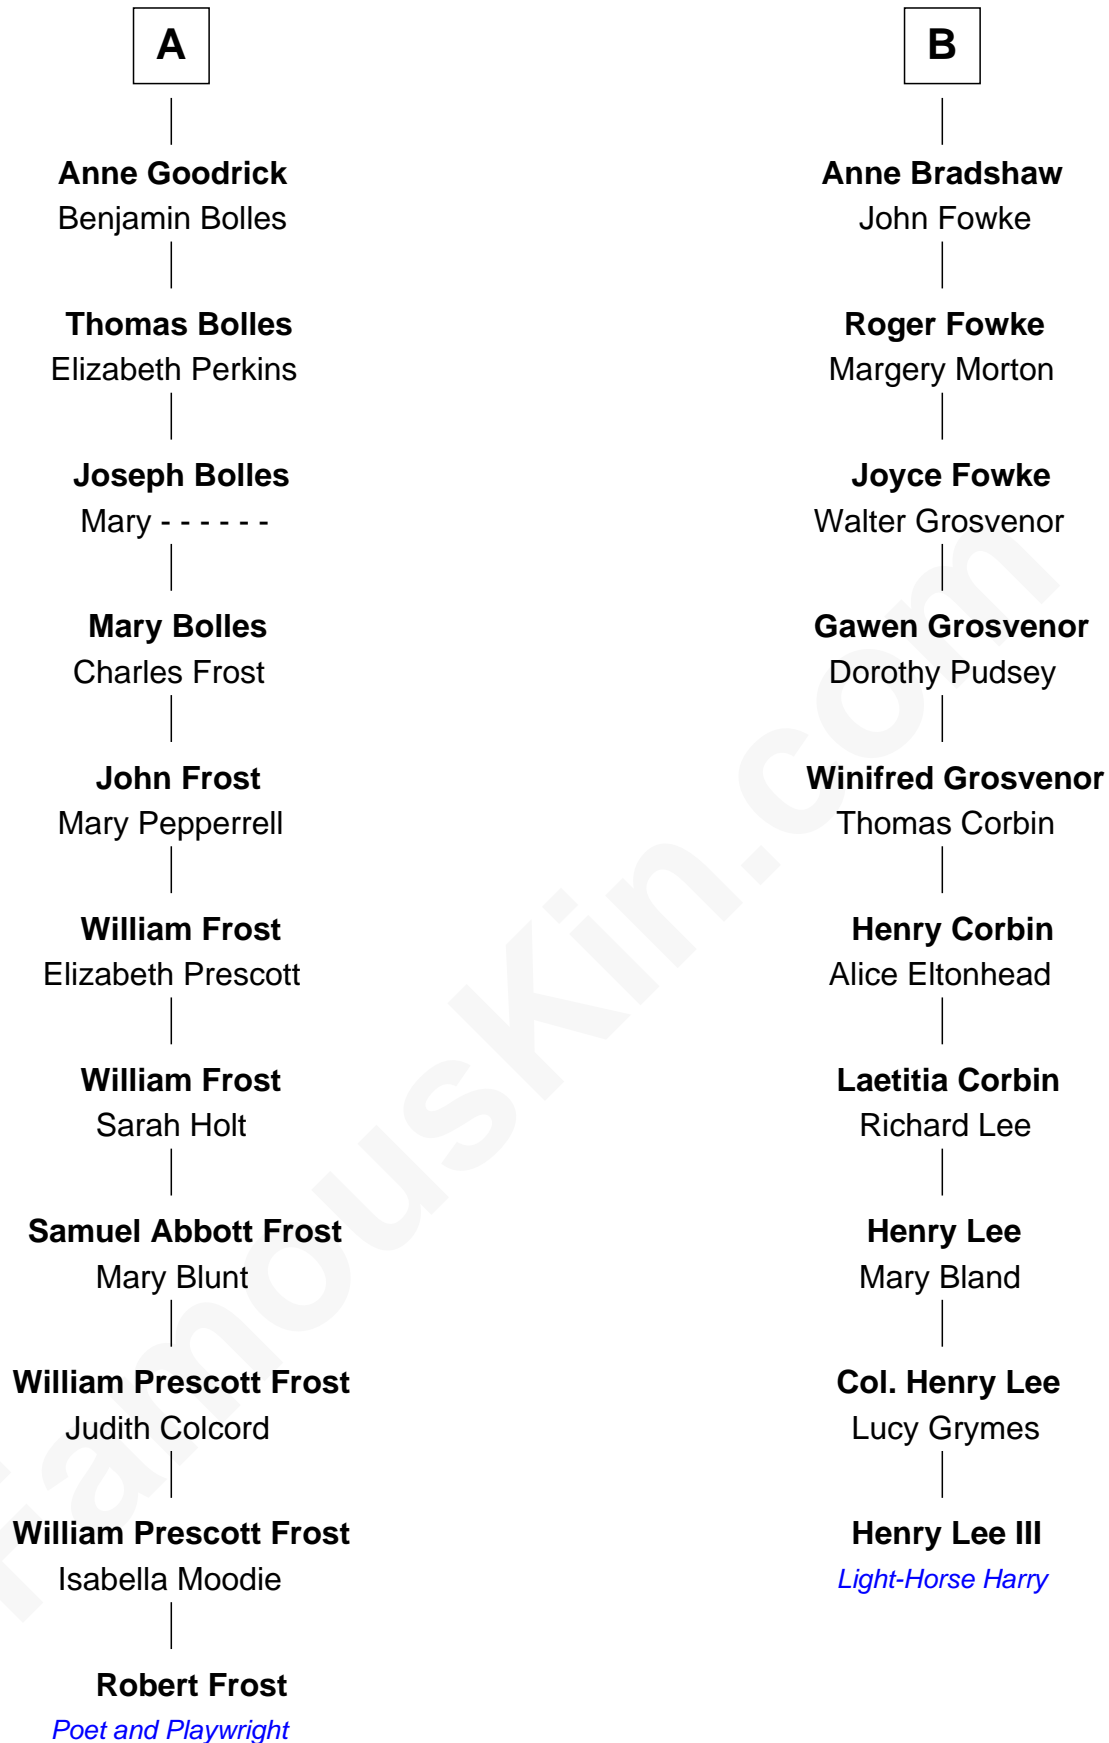 A
Anne Goodrick
Benjamin Bolles
Thomas Bolles
Elizabeth Perkins
Joseph Bolles
Mary - - - - - -
Mary Bolles
Charles Frost
John Frost
Mary Pepperrell
William Frost
Elizabeth Prescott
William Frost
Sarah Holt
Samuel Abbott Frost
Mary Blunt
William Prescott Frost
Judith Colcord
William Prescott Frost
Isabella Moodie
Robert Frost
Poet and Playwright
B
Anne Bradshaw
John Fowke
Roger Fowke
Margery Morton
Joyce Fowke
Walter Grosvenor
Gawen Grosvenor
Dorothy Pudsey
Winifred Grosvenor
Thomas Corbin
Henry Corbin
Alice Eltonhead
Laetitia Corbin
Richard Lee
Henry Lee
Mary Bland
Col. Henry Lee
Lucy Grymes
Henry Lee III
Light-Horse Harry
FamousKin.com